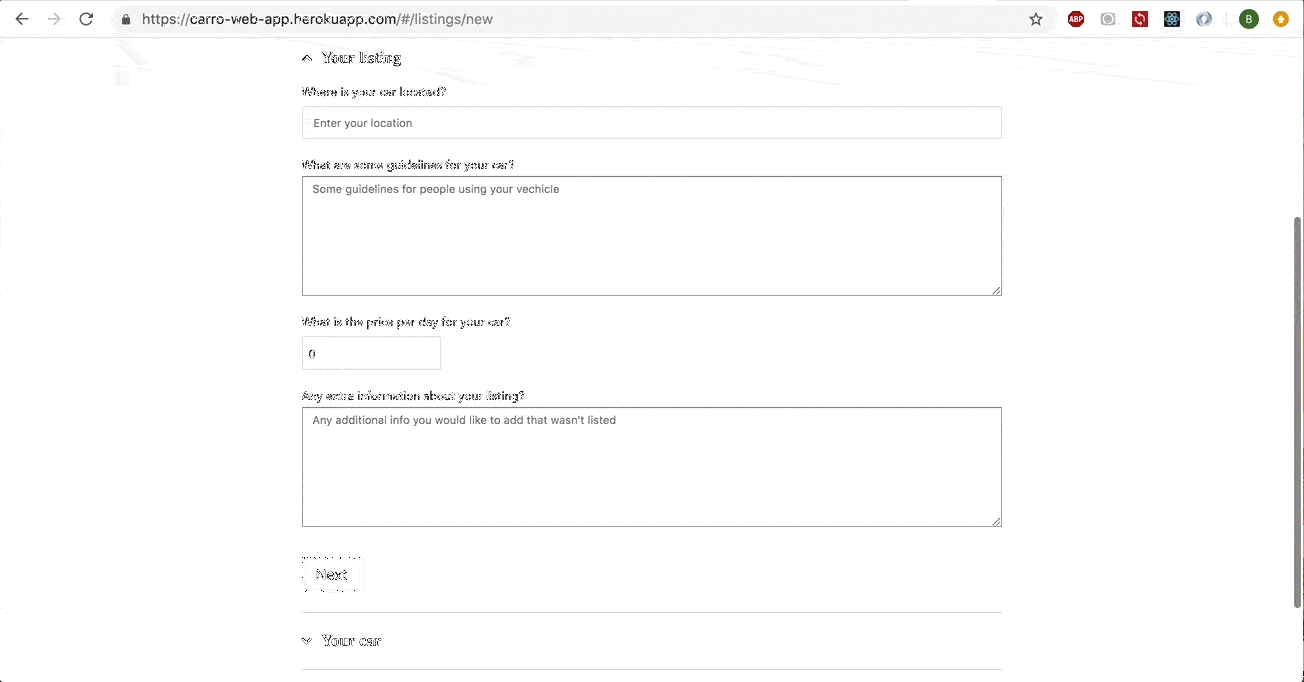 https://carro-web-app.herokuapp.com/#/listings/new
ABP
B
Your listing
Where is your car located?
Enter your location
What are some guidelines for your car?
Some guidelines for people using your vechicle
What is the price per day for your car?
0
Any extra information about your listing?
Any additional info you would like to add that wasn't listed
Next
Your car